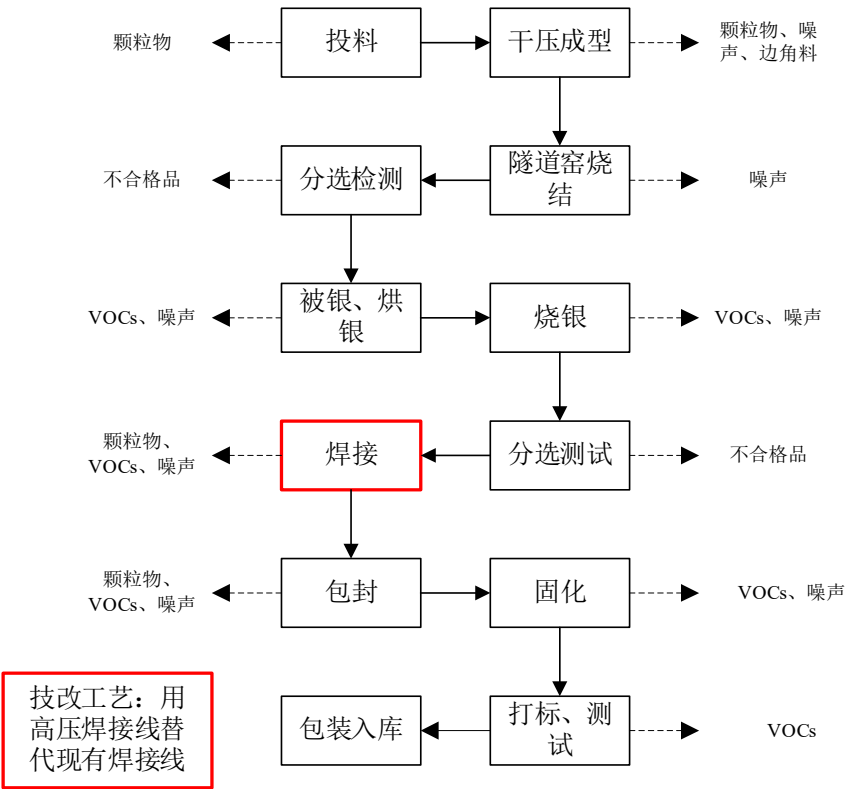 颗粒物
投料
干压成型
颗粒物、噪
声、边角料
不合格品
分选检测
隧道窑烧
结
噪声
VOCs、噪声
被银、烘
银
烧银
VOCs、噪声
颗粒物、
VOCs、噪声
焊接
分选测试
不合格品
颗粒物、
VOCs、噪声
包封
固化
VOCs、噪声
技改工艺：用
高压焊接线替
代现有焊接线
包装入库
打标、测
试
VOCs